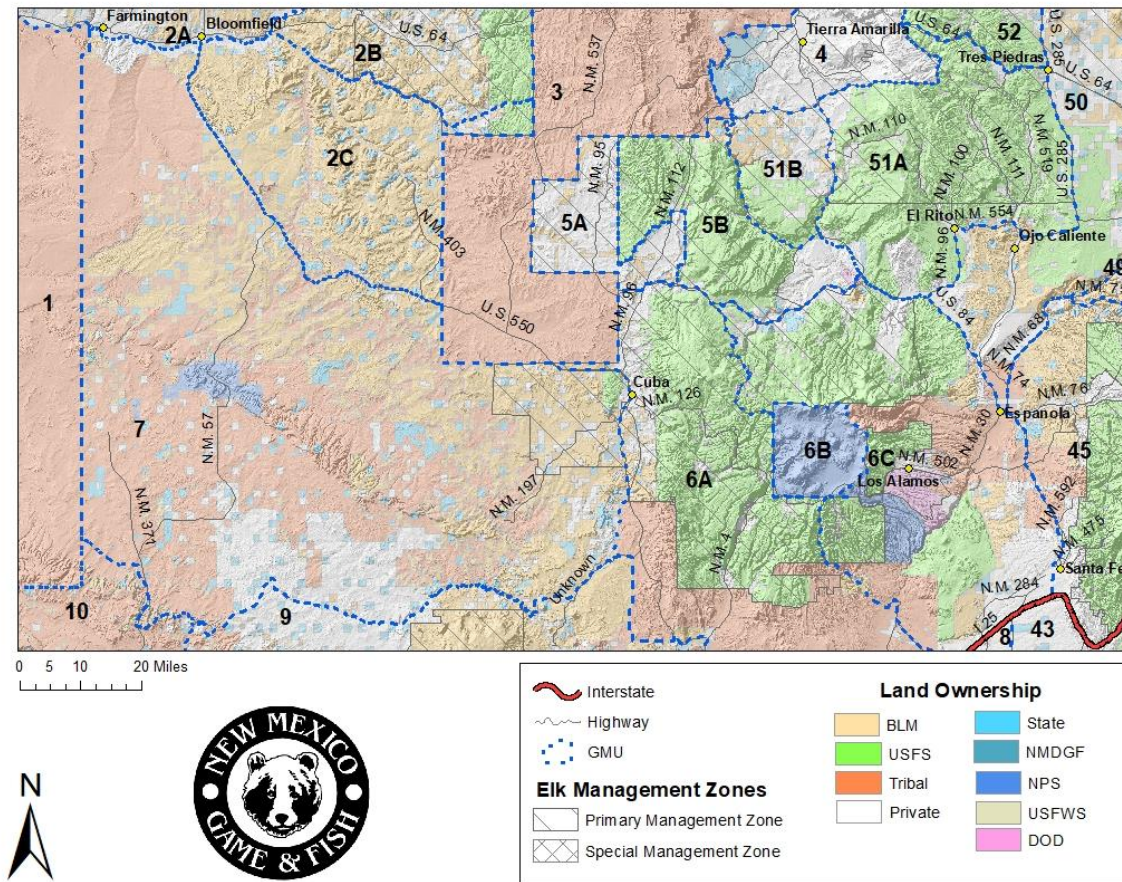 Farmington
Bloomfield
2A
U.S. 64
2B
N.M. 537
3
Tierra Amarilla
4
U.S. 64
52
U.S. 285
Tres Piedras
U.S. 64
50
2C
N.M. 95
N.M. 112
N.M. 110
51B
51A
N.M. 100
N.M. 111
N.M. 519
U.S. 285
5A
5B
El Rito
N.M. 554
Ojo Caliente
N.M. 403
N.M. 96
N.M. 96
49
1
U.S. 550
U.S. 84
N.M. 68
N.M. 74
Cuba
N.M. 126
N.M. 76
Espanola
7
N.M. 57
6B
6C
N.M. 30
N.M. 502
Los Alamos
45
6A
N.M. 197
N.M. 371
N.M. 4
N.M. 592
N.M. 475
Unknown
Santa Fe
N.M. 284
10
9
I-25
8
43
0 5 10 20 Miles
N
NEW MEXICO
GAME & FISH
Interstate
Highway
GMU
Elk Management Zones
Primary Management Zone
Special Management Zone
Land Ownership
BLM
USFS
Tribal
Private
State
NMDGF
NPS
USFWS
DOD